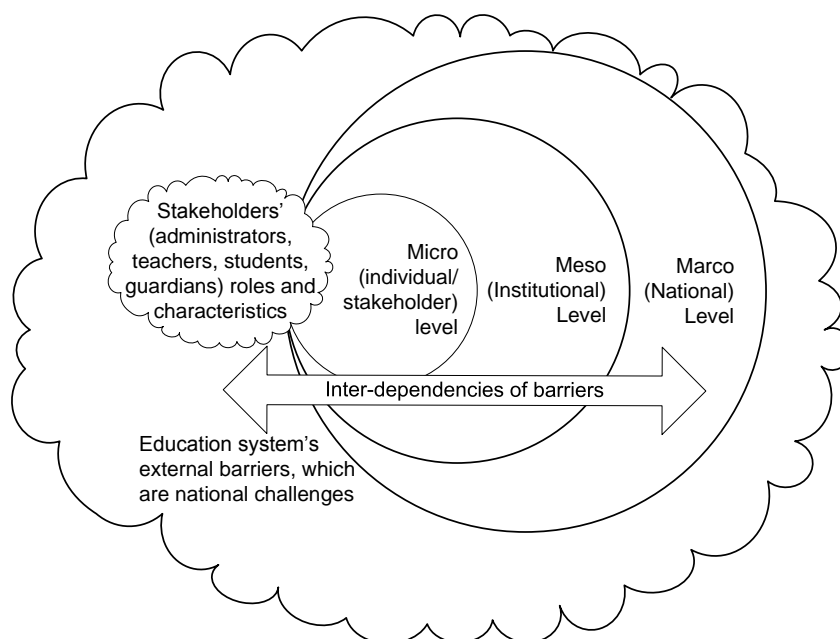 Stakeholders’
(administrators,
teachers, students,
guardians) roles and
characteristics
Micro
(individual/
stakeholder)
level
Meso
(Institutional)
Level
Marco
(National)
Level
Inter-dependencies of barriers
Education system’s
external barriers, which
are national challenges